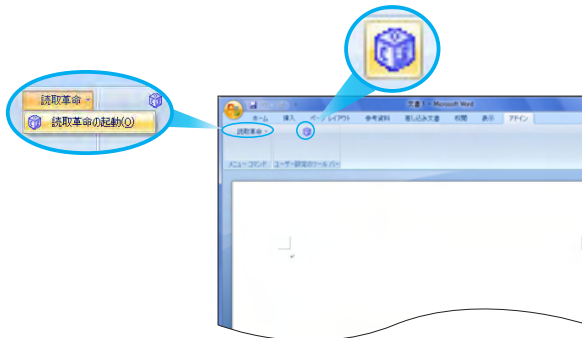 読取革命
読取革命の起動(O)
文書 1 - Microsoft Word
ホーム 挿入 ページ レイアウト 参考資料 差し込み文書 校閲 表示 アドイン
読取革命
メニュー コマンド ユーザー設定のツール バー